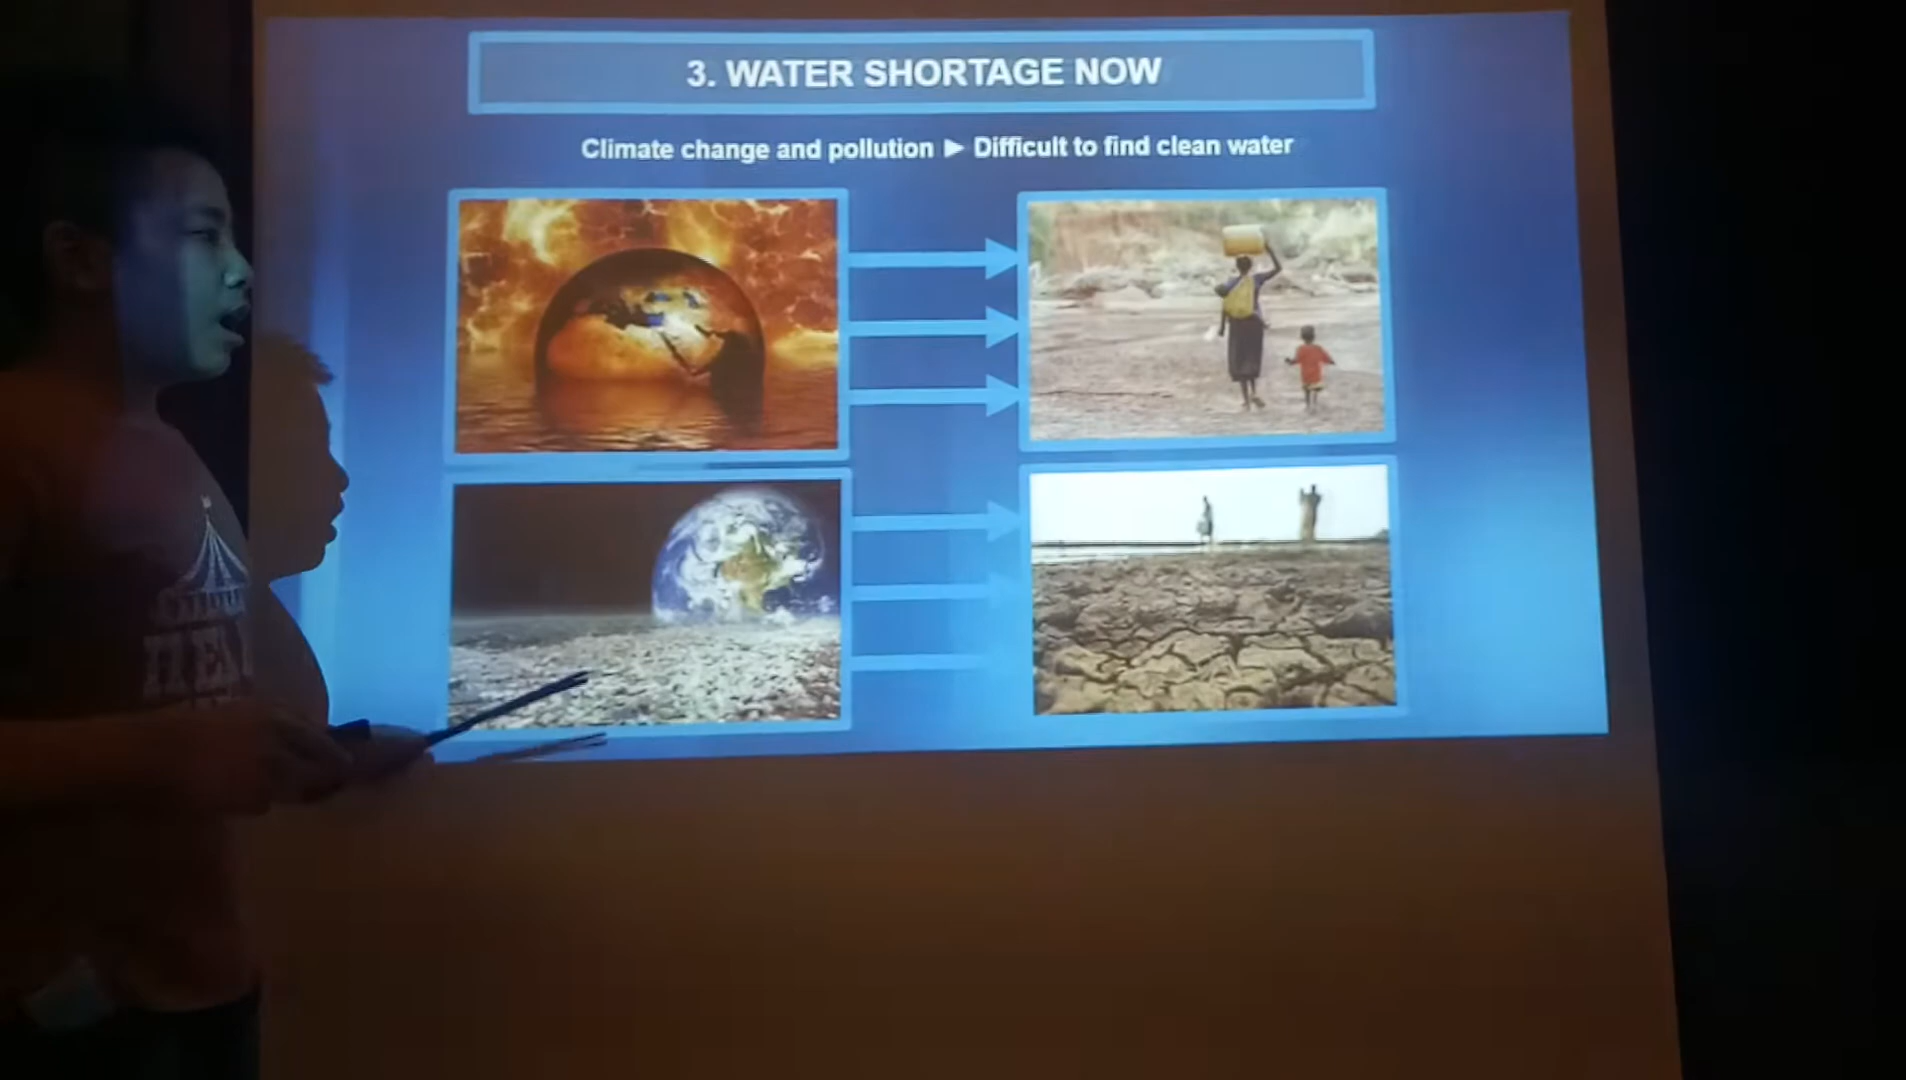 3. WATER SHORTAGE NOW
Climate change and pollution ► Difficult to find clean water